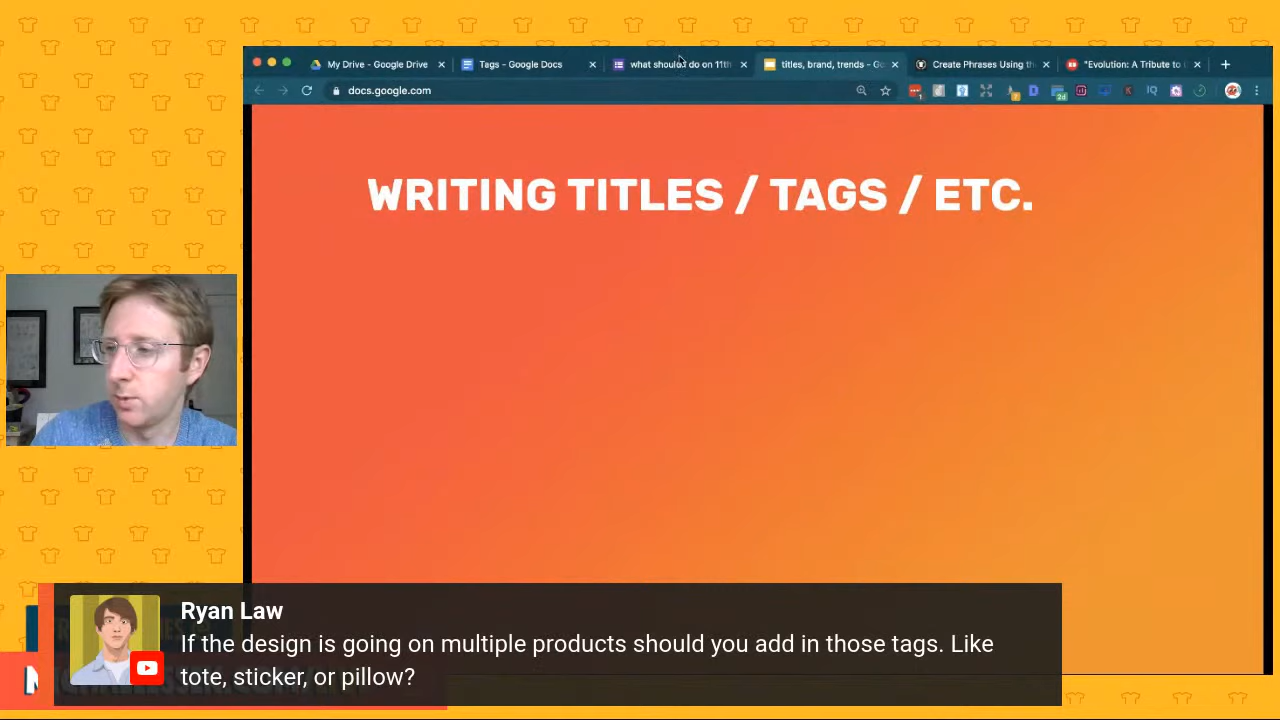 My Drive - Google Drive
Tags - Google Docs
what should do on 11th
titles, brand, trends - Go
Create Phrases Using th
"Evolution: A Tribute to
docs.google.com
WRITING TITLES / TAGS / ETC.
Ryan Law
If the design is going on multiple products should you add in those tags. Like
tote, sticker, or pillow?